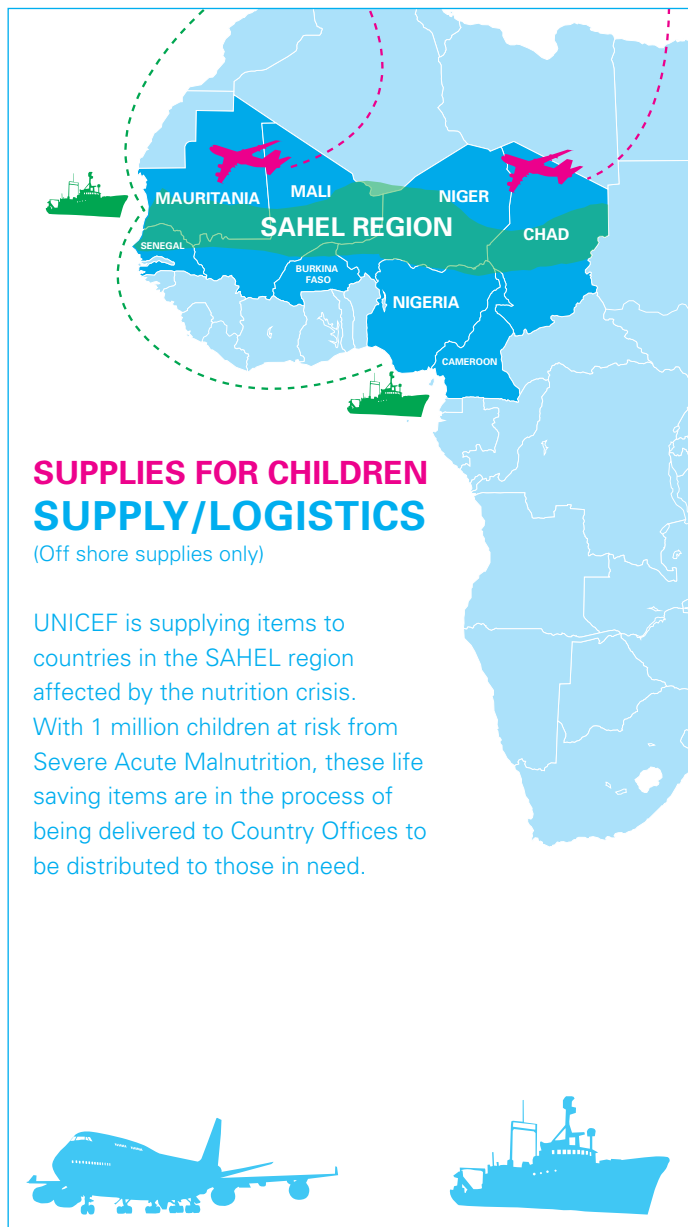 MAURITANIA
MALI
NIGER
SAHEL REGION
CHAD
SENEGAL
BURKINA
FASO
NIGERIA
CAMEROON
SUPPLIES FOR CHILDREN
SUPPLY/LOGISTICS
(Off shore supplies only)
UNICEF is supplying items to
countries in the SAHEL region
affected by the nutrition crisis.
With 1 million children at risk from
Severe Acute Malnutrition, these life
saving items are in the process of
being delivered to Country Offices to
be distributed to those in need.